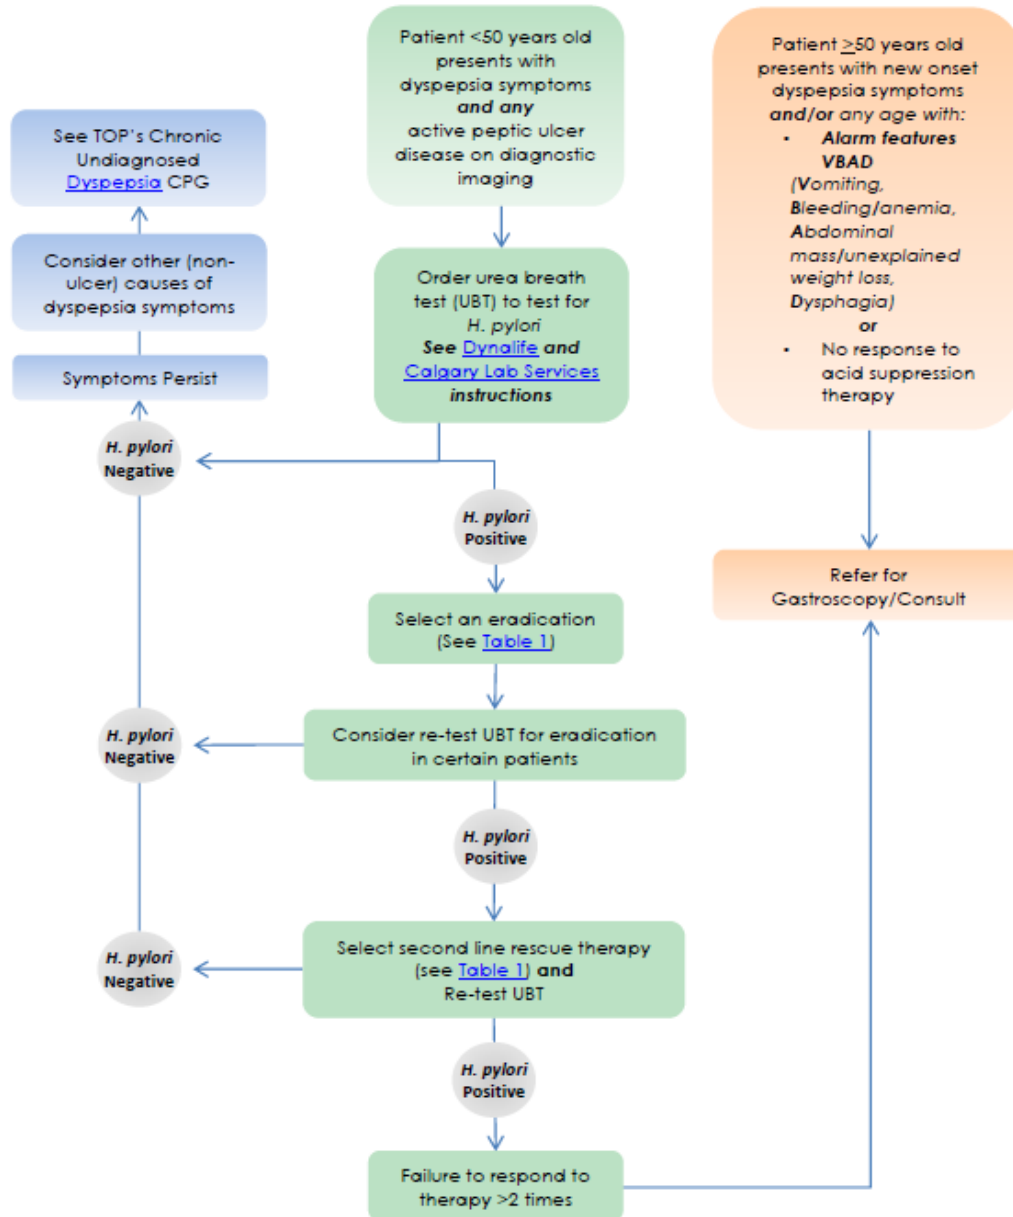 Patient <50 years old
presents with
dyspepsia symptoms
and any
active peptic ulcer
disease on diagnostic
imaging
Patient >50 years old
presents with new onset
dyspepsia symptoms
and/or any age with:
• Alarm features
VBAD
(Vomiting,
Bleeding/anemia,
Abdominal
mass/unexplained
weight loss,
Dysphagia)
or
• No response to
acid suppression
therapy
See TOP's Chronic
Undiagnosed
Dyspepsia CPG
Consider other (non-
ulcer) causes of
dyspepsia symptoms
Symptoms Persist
Order urea breath
test (UBT) to test for
H. pylori
See Dynalife and
Calgary Lab Services
instructions
H. pylori
Negative
H. pylori
Positive
Refer for
Gastroscopy/Consult
Select an eradication
(See Table 1)
H. pylori
Negative
Consider re-test UBT for eradication
in certain patients
H. pylori
Positive
H. pylori
Negative
Select second line rescue therapy
(see Table 1) and
Re-test UBT
H. pylori
Positive
Failure to respond to
therapy >2 times